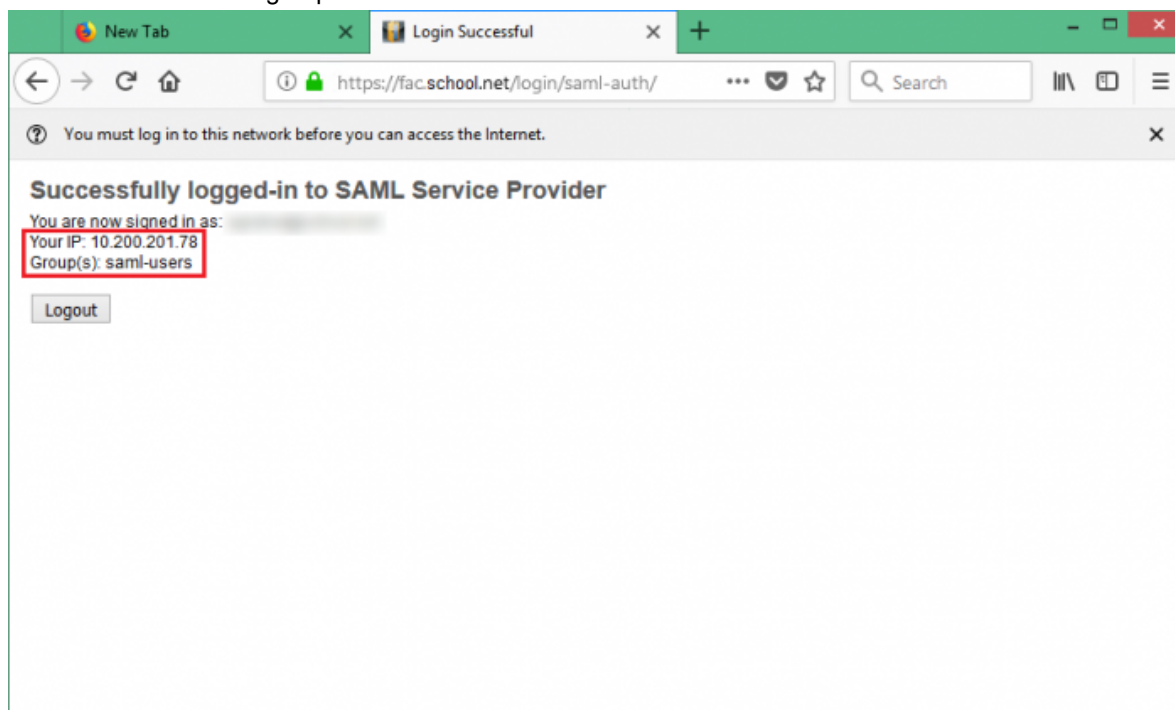 New Tab
Login Successful
https://fac.school.net/login/saml-auth/
Search
You must log in to this network before you can access the Internet.
Successfully logged-in to SAML Service Provider
You are now signed in as:
Your IP: 10.200.201.78
Group(s): saml-users
Logout